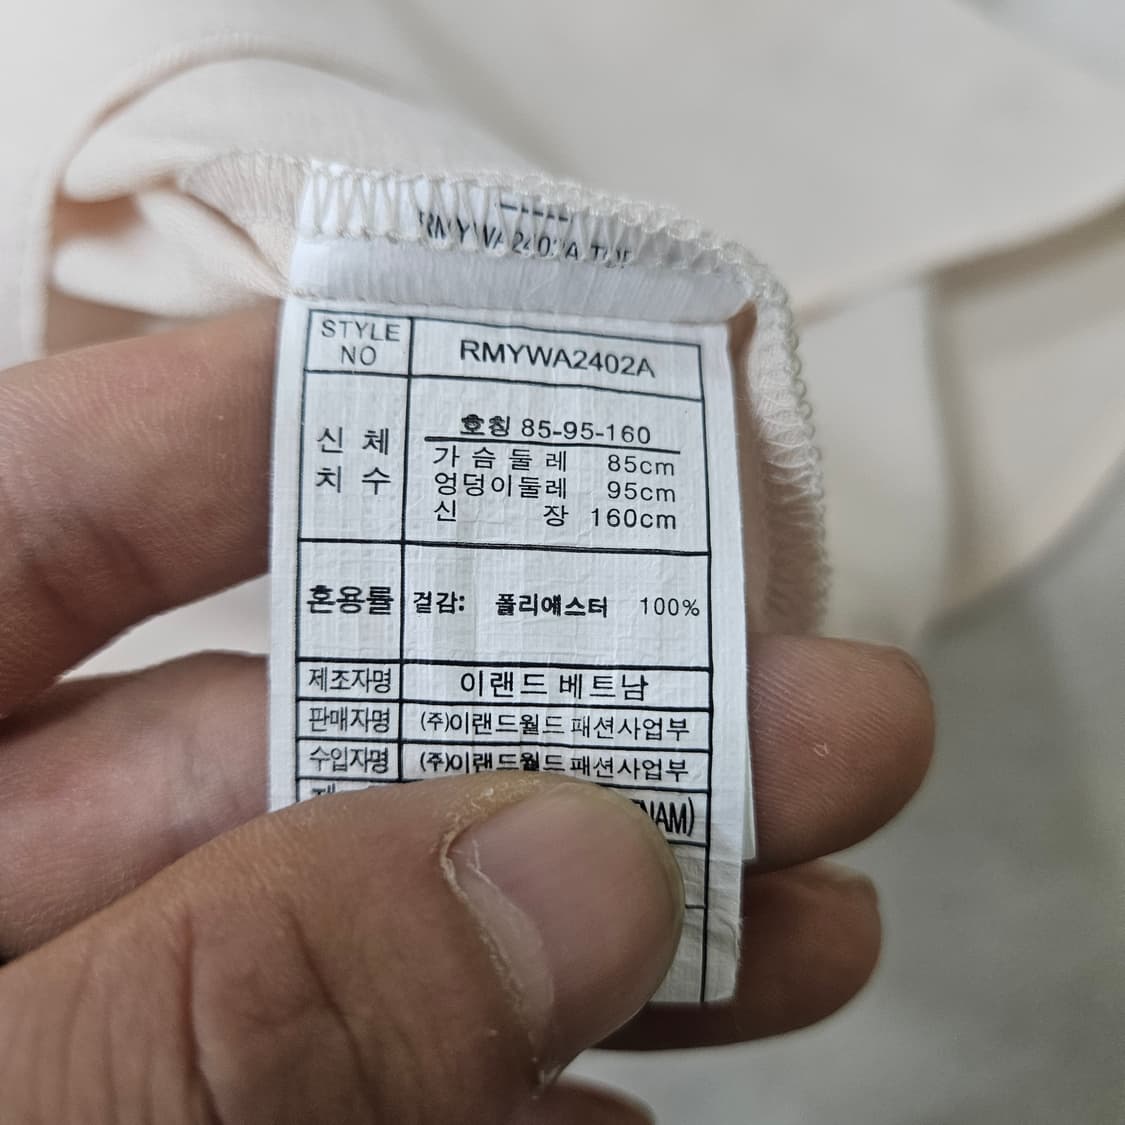 RMYWA2402A TOP
STYLE NO RMYWA2402A
신체 치수
호칭 85-95-160
가슴둘레 85cm
엉덩이둘레 95cm
신장 160cm
혼용률 겉감: 폴리에스터 100%
제조자명 이랜드 베트남
판매자명 (주)이랜드월드 패션사업부
수입자명 (주)이랜드월드 패션사업부
NAM)